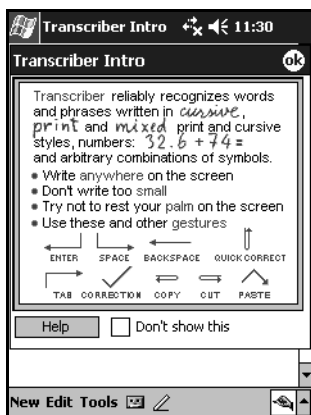 Transcriber Intro 11:30
Transcriber Intro ok
Transcriber reliably recognizes words
and phrases written in cursive,
print and mixed print and cursive
styles, numbers: 32.6 + 74 =
and arbitrary combinations of symbols.
• Write anywhere on the screen
• Don't write too small
• Try not to rest your palm on the screen
• Use these and other gestures
ENTER SPACE BACKSPACE QUICK CORRECT
TAB CORRECTION COPY CUT PASTE
Help Don't show this
New Edit Tools